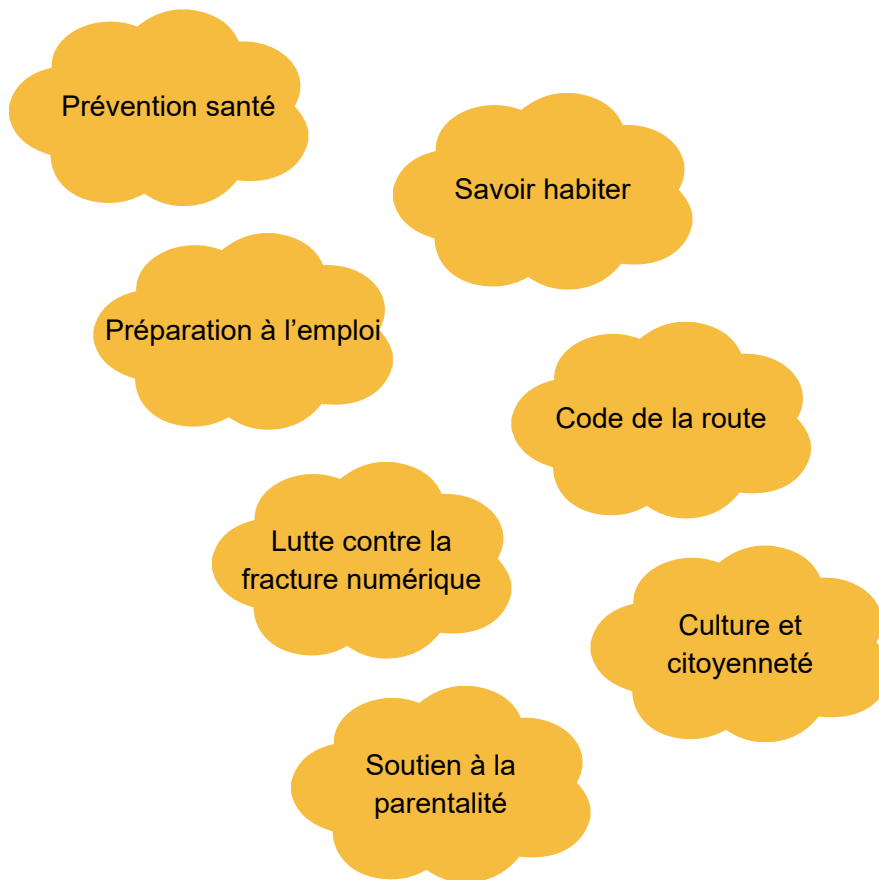 Prévention santé
Savoir habiter
Préparation à l’emploi
Code de la route
Lutte contre la
fracture numérique
Culture et
citoyenneté
Soutien à la
parentalité